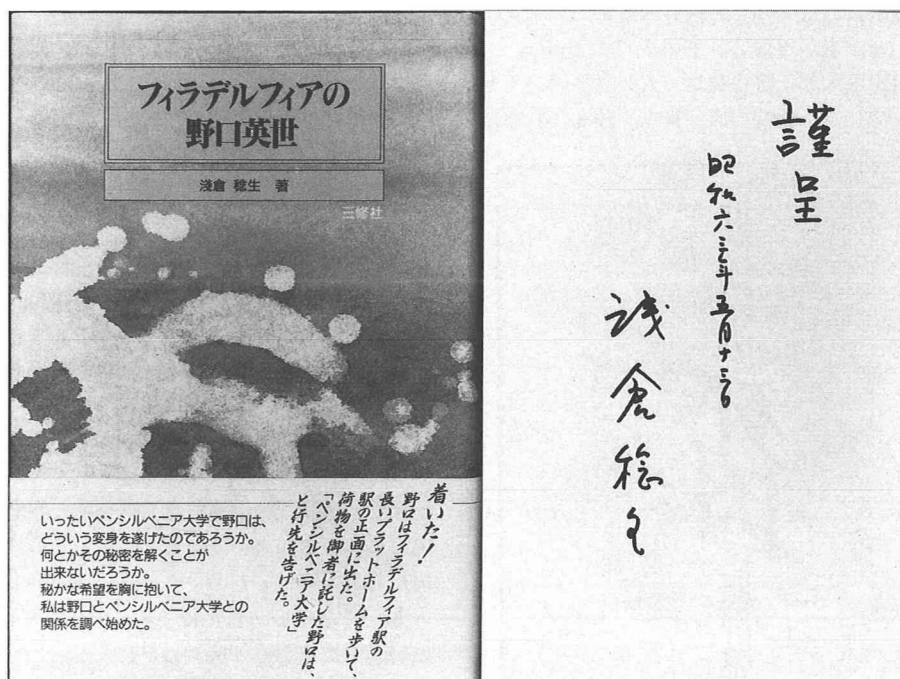 フィラデルフィアの
野口英世
淺倉 稔生 著
三修社
着いた!
野口はフィラデルフィア駅の
長いプラットホームを歩いて、
駅の正面に出た。
荷物を御者に託した野口は、
「ペンシルベニア大学」
と行先を告げた。
いったいペンシルベニア大学で野口は、
どういう変身を遂げたのであろうか。
何とかその秘密を解くことが
出来ないだろうか。
秘かな希望を胸に抱いて、
私は野口とペンシルベニア大学との
関係を調べ始めた。
謹呈
昭和六三年五月十三日
淺倉稔生